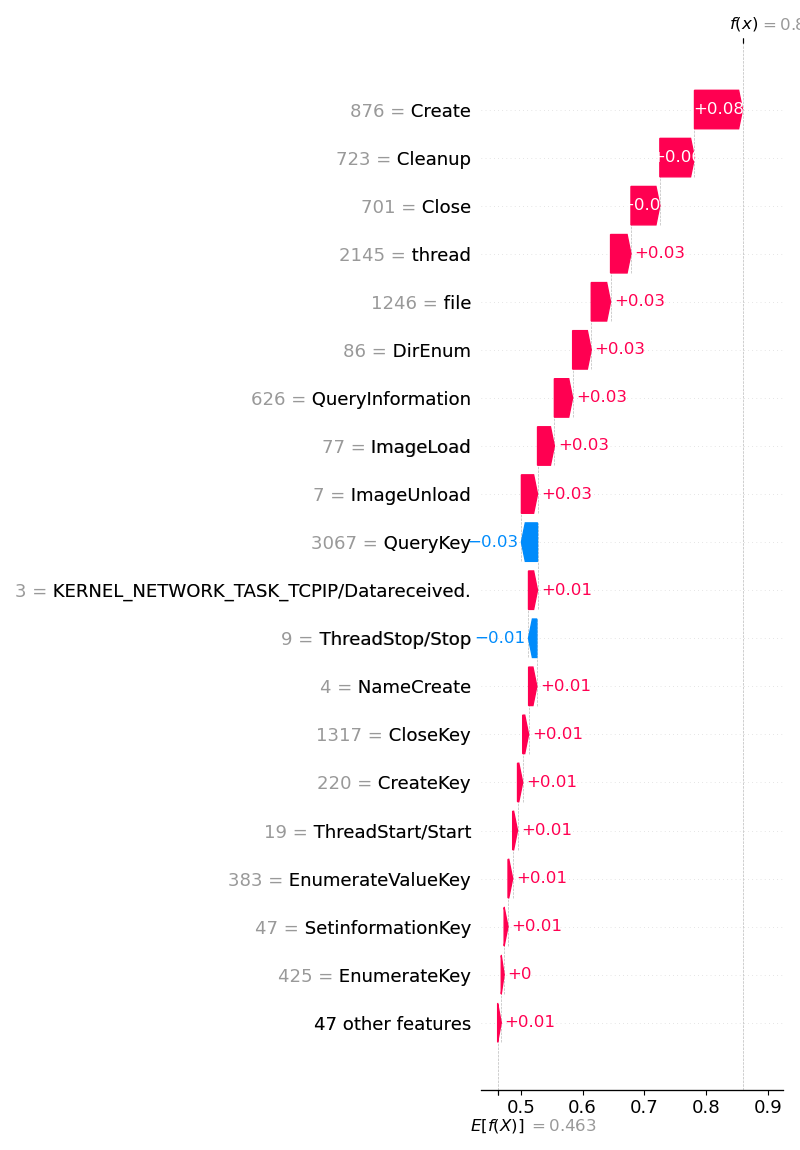 f(x) = 0.8
876 = Create +0.08
723 = Cleanup +0.06
701 = Close +0.0
2145 = thread +0.03
1246 = file +0.03
86 = DirEnum +0.03
626 = QueryInformation +0.03
77 = ImageLoad +0.03
7 = ImageUnload +0.03
3067 = QueryKey −0.03
3 = KERNEL_NETWORK_TASK_TCPIP/Datareceived. +0.01
9 = ThreadStop/Stop −0.01
4 = NameCreate +0.01
1317 = CloseKey +0.01
220 = CreateKey +0.01
19 = ThreadStart/Start +0.01
383 = EnumerateValueKey +0.01
47 = SetinformationKey +0.01
425 = EnumerateKey +0
47 other features +0.01
0.5 0.6 0.7 0.8 0.9
E[f(X)] = 0.463